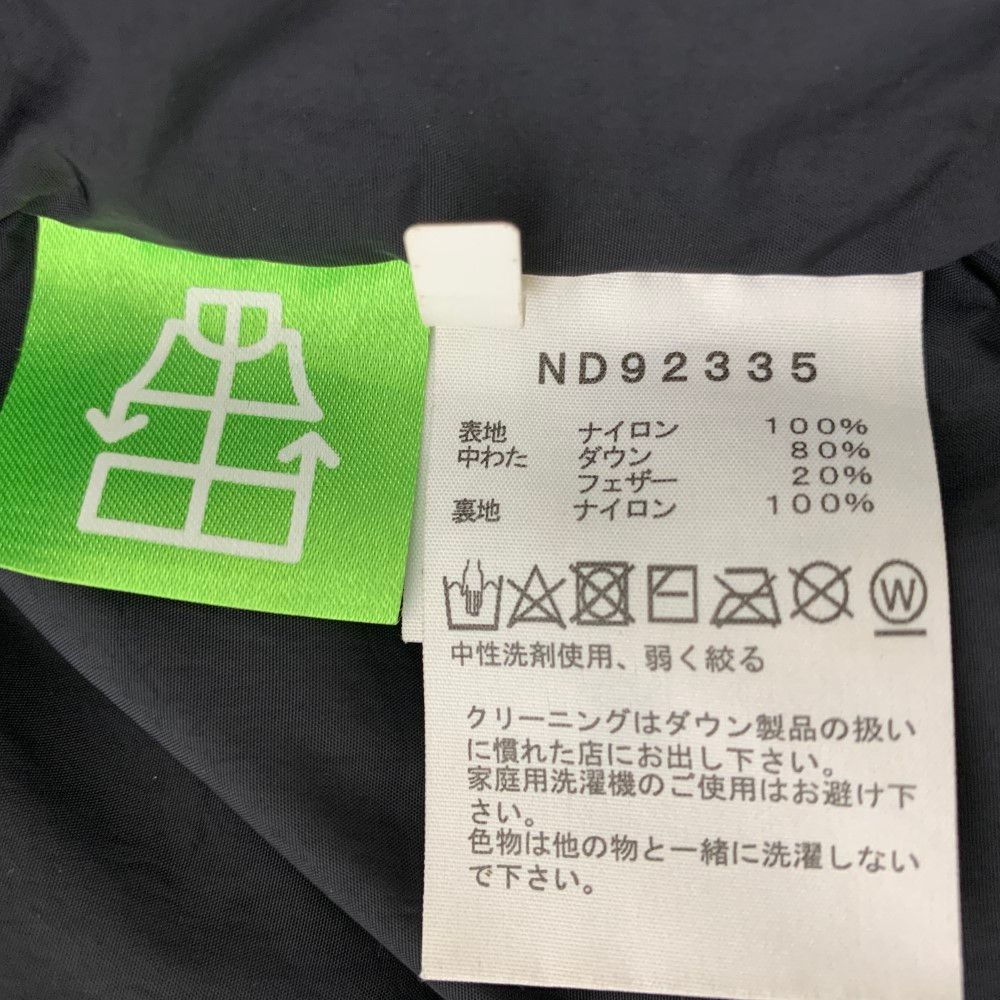 ND92335
表地 ナイロン 100%
中わた ダウン 80%
フェザー 20%
裏地 ナイロン 100%
W
中性洗剤使用、弱く絞る
クリーニングはダウン製品の扱い
に慣れた店にお出し下さい。
家庭用洗濯機のご使用はお避け下
さい。
色物は他の物と一緒に洗濯しない
で下さい。